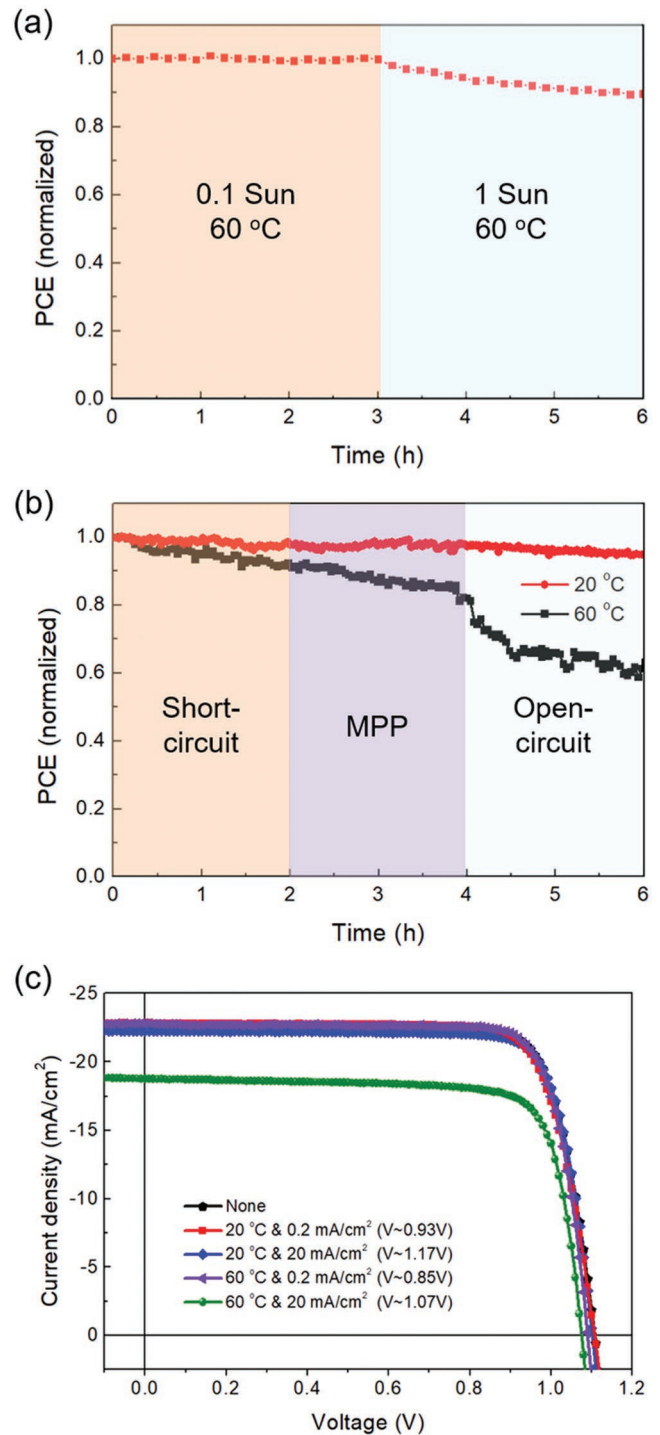 (a)
PCE (normalized)
1.0
0.8
0.6
0.4
0.2
0.0
0.1 Sun
60 °C
1 Sun
60 °C
0 1 2 3 4 5 6
Time (h)
(b)
PCE (normalized)
1.0
0.8
0.6
0.4
0.2
0.0
20 °C
60 °C
Short-
circuit
MPP
Open-
circuit
0 1 2 3 4 5 6
Time (h)
(c)
Current density (mA/cm²)
-25
-20
-15
-10
-5
0
None
20 °C & 0.2 mA/cm² (V~0.93V)
20 °C & 20 mA/cm² (V~1.17V)
60 °C & 0.2 mA/cm² (V~0.85V)
60 °C & 20 mA/cm² (V~1.07V)
0.0 0.2 0.4 0.6 0.8 1.0 1.2
Voltage (V)